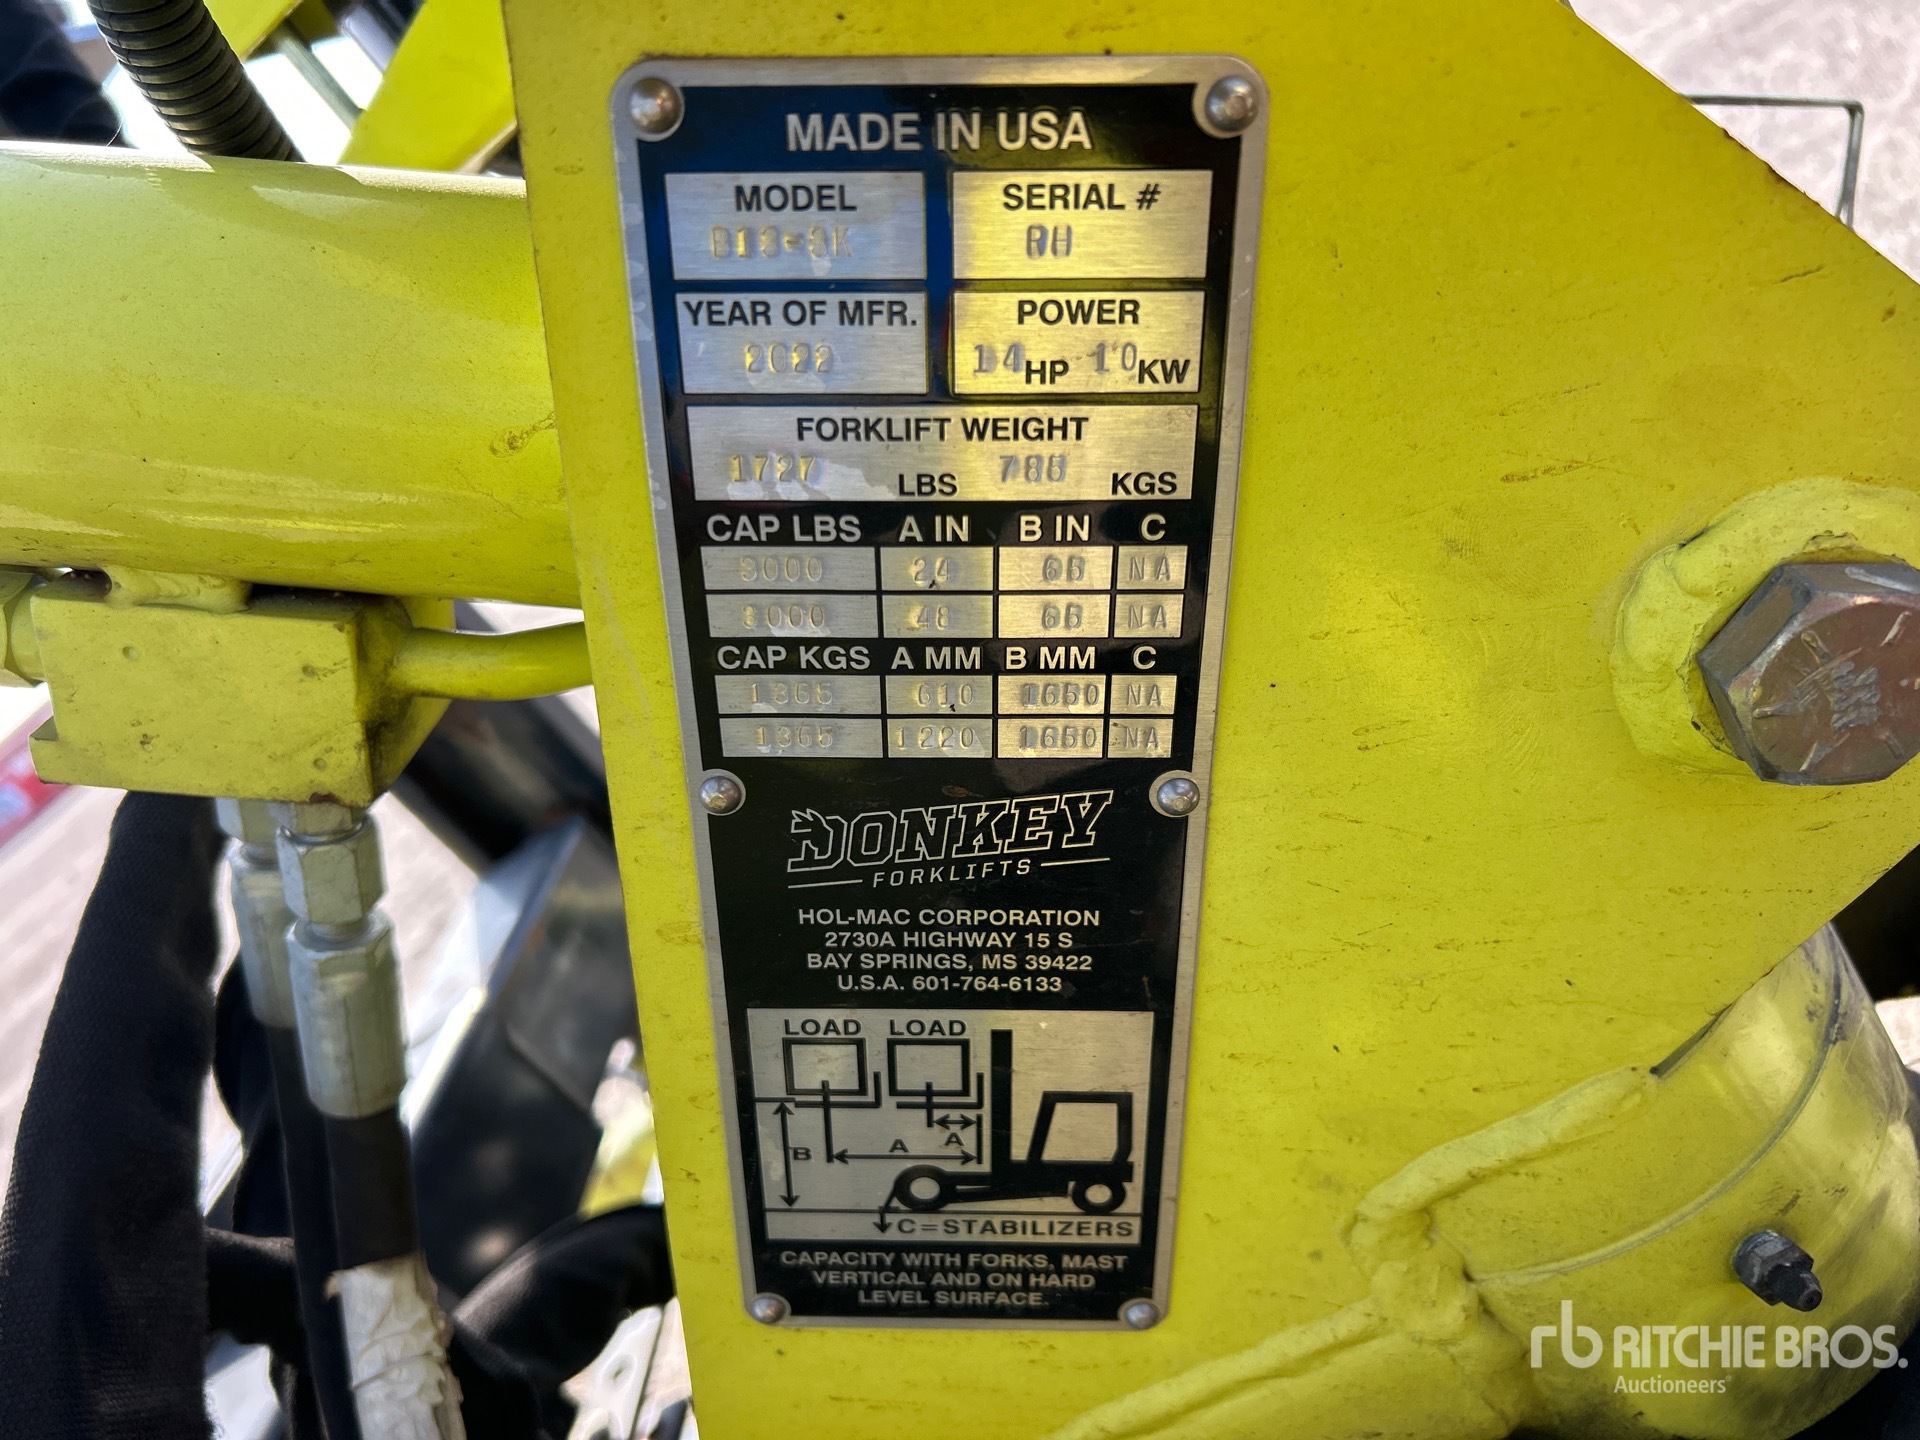 MADE IN USA
MODEL
SERIAL #
RH
YEAR OF MFR.
2022
POWER
14 HP 10 KW
FORKLIFT WEIGHT
1727 LBS 785 KGS
CAP LBS A IN B IN C
3000 24 65 NA
3000 48 65 NA
CAP KGS A MM B MM C
1365 610 1650 NA
1365 1220 1650 NA
DONKEY
FORKLIFTS
HOL-MAC CORPORATION
2730A HIGHWAY 15 S
BAY SPRINGS, MS 39422
U.S.A. 601-764-6133
LOAD LOAD
B A A
C=STABILIZERS
CAPACITY WITH FORKS, MAST
VERTICAL AND ON HARD
LEVEL SURFACE.
rb RITCHIE BROS.
Auctioneers